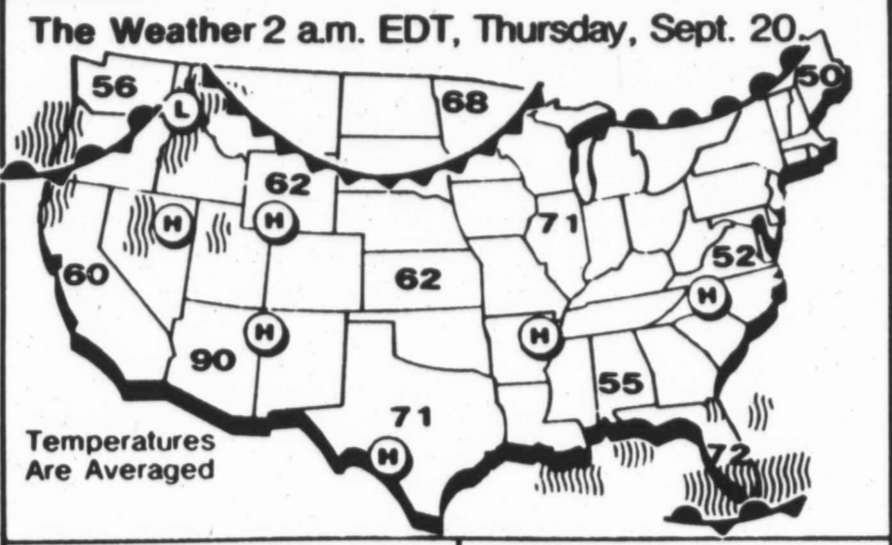 The Weather 2 a.m. EDT, Thursday, Sept. 20.
50
56
L
68
62
H
H
71
52
60
62
H
H
H
90
55
71
Temperatures
Are Averaged
H
72